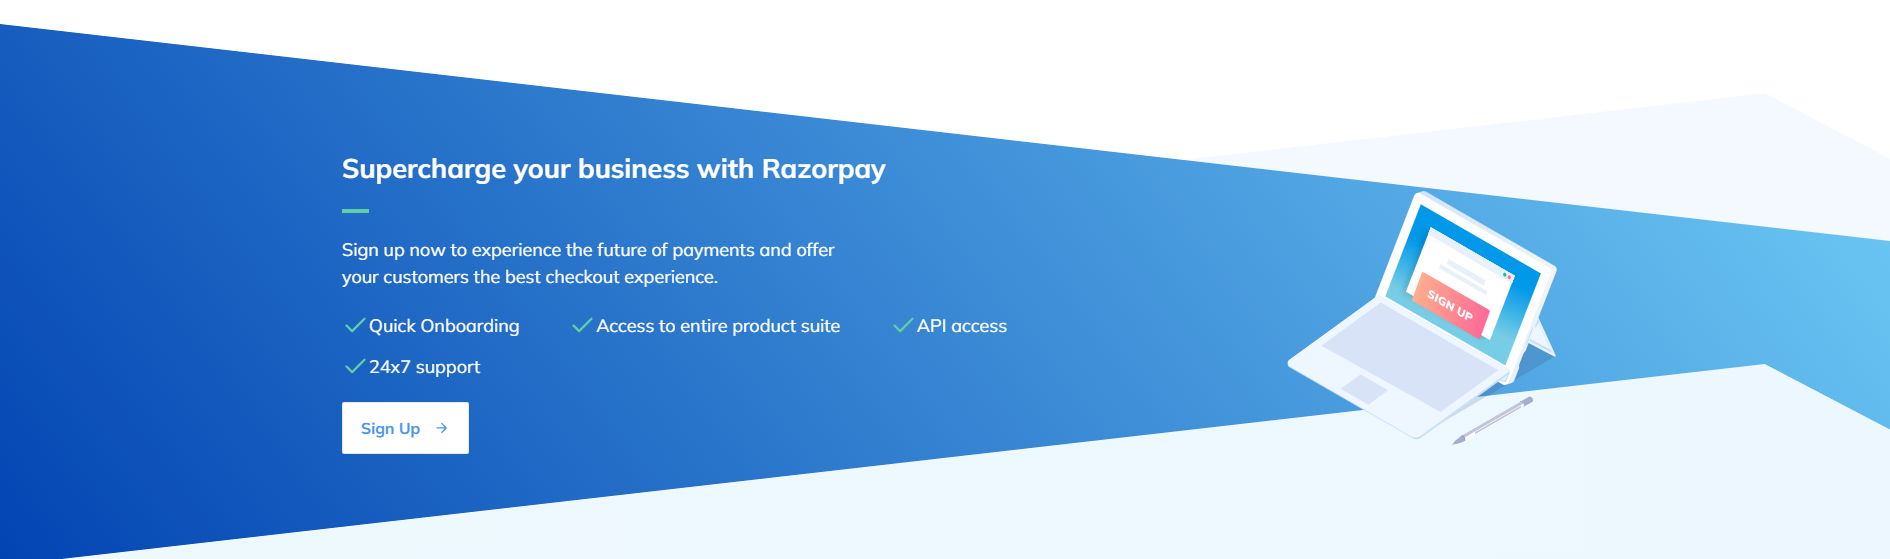 Supercharge your business with Razorpay
Sign up now to experience the future of payments and offer
your customers the best checkout experience.
Quick Onboarding
Access to entire product suite
API access
24x7 support
Sign Up
SIGN UP